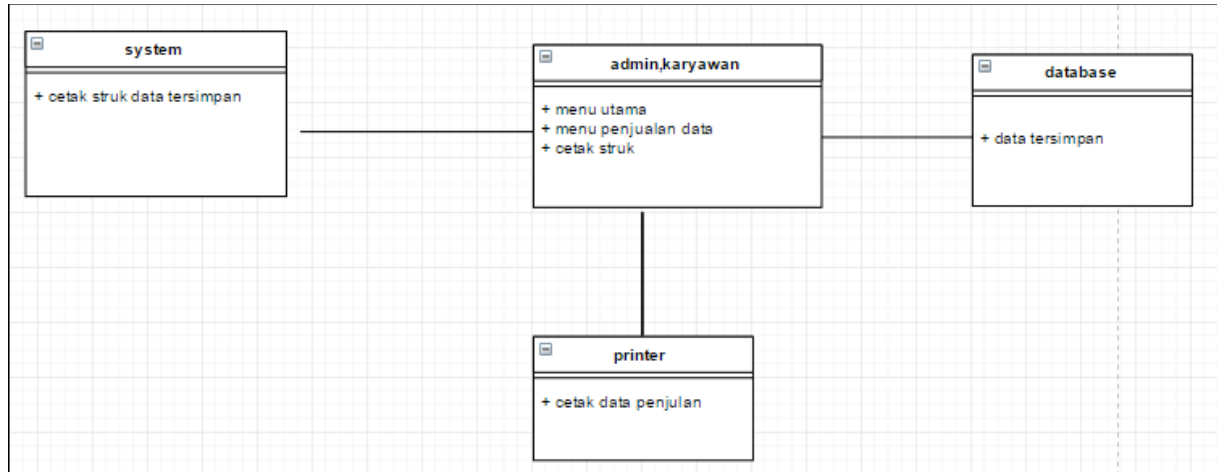 system
+ cetak struk data tersimpan
admin,karyawan
+ menu utama
+ menu penjualan data
+ cetak struk
database
+ data tersimpan
printer
+ cetak data penjulan